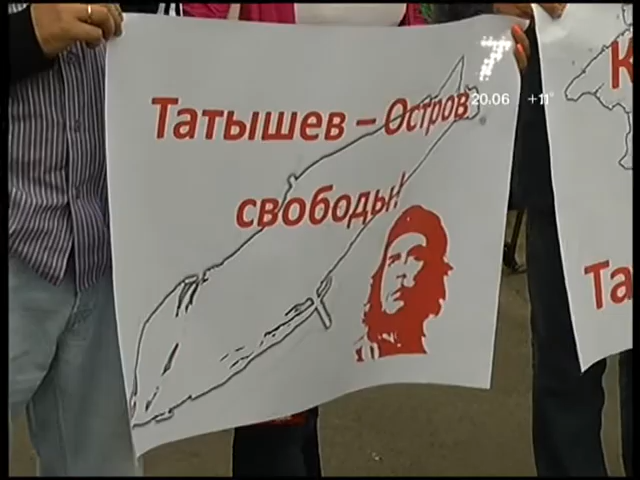 7
20.06 +11°
Татышев – Остров
свободы!
К
Та